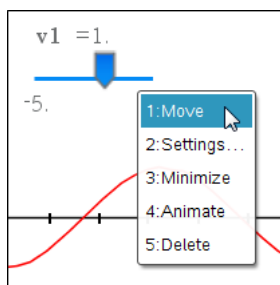 v1 =1.
-5.
1:Move
2:Settings...
3:Minimize
4:Animate
5:Delete